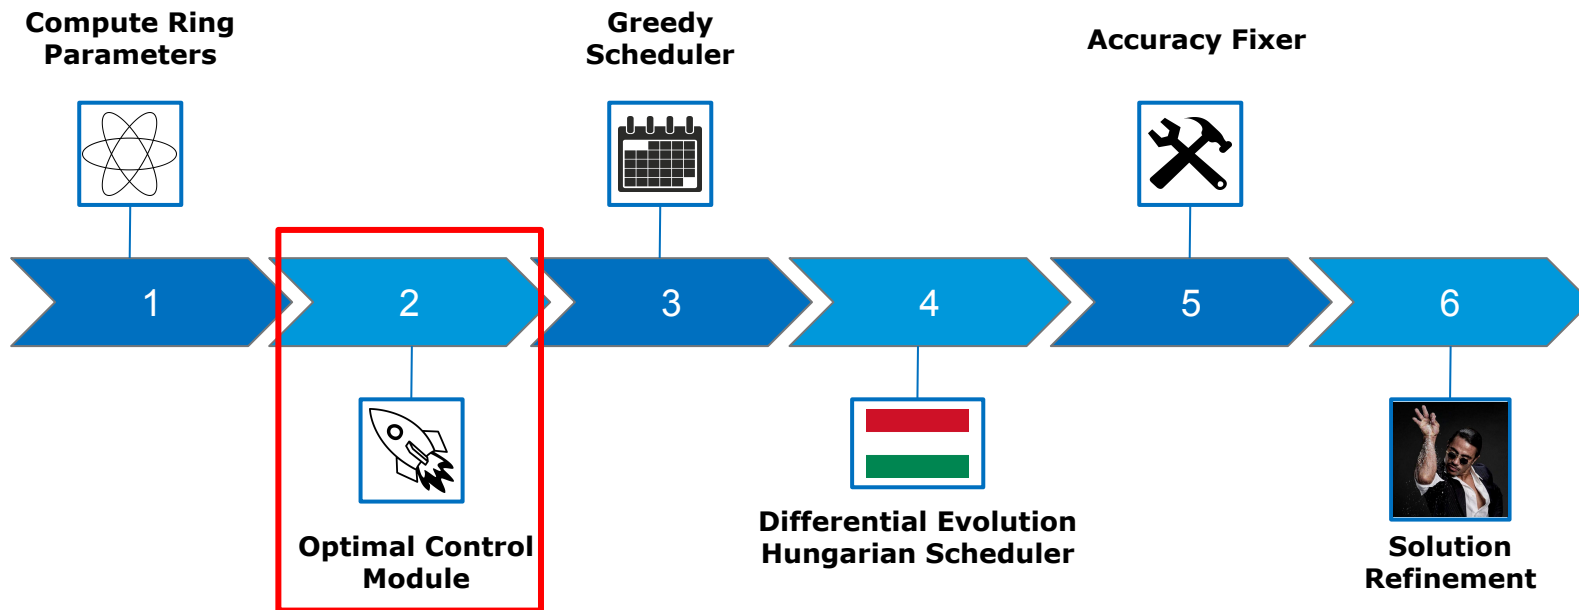 Compute Ring
Parameters
Greedy
Scheduler
Accuracy Fixer
1
2
3
4
5
6
Optimal Control
Module
Differential Evolution
Hungarian Scheduler
Solution
Refinement